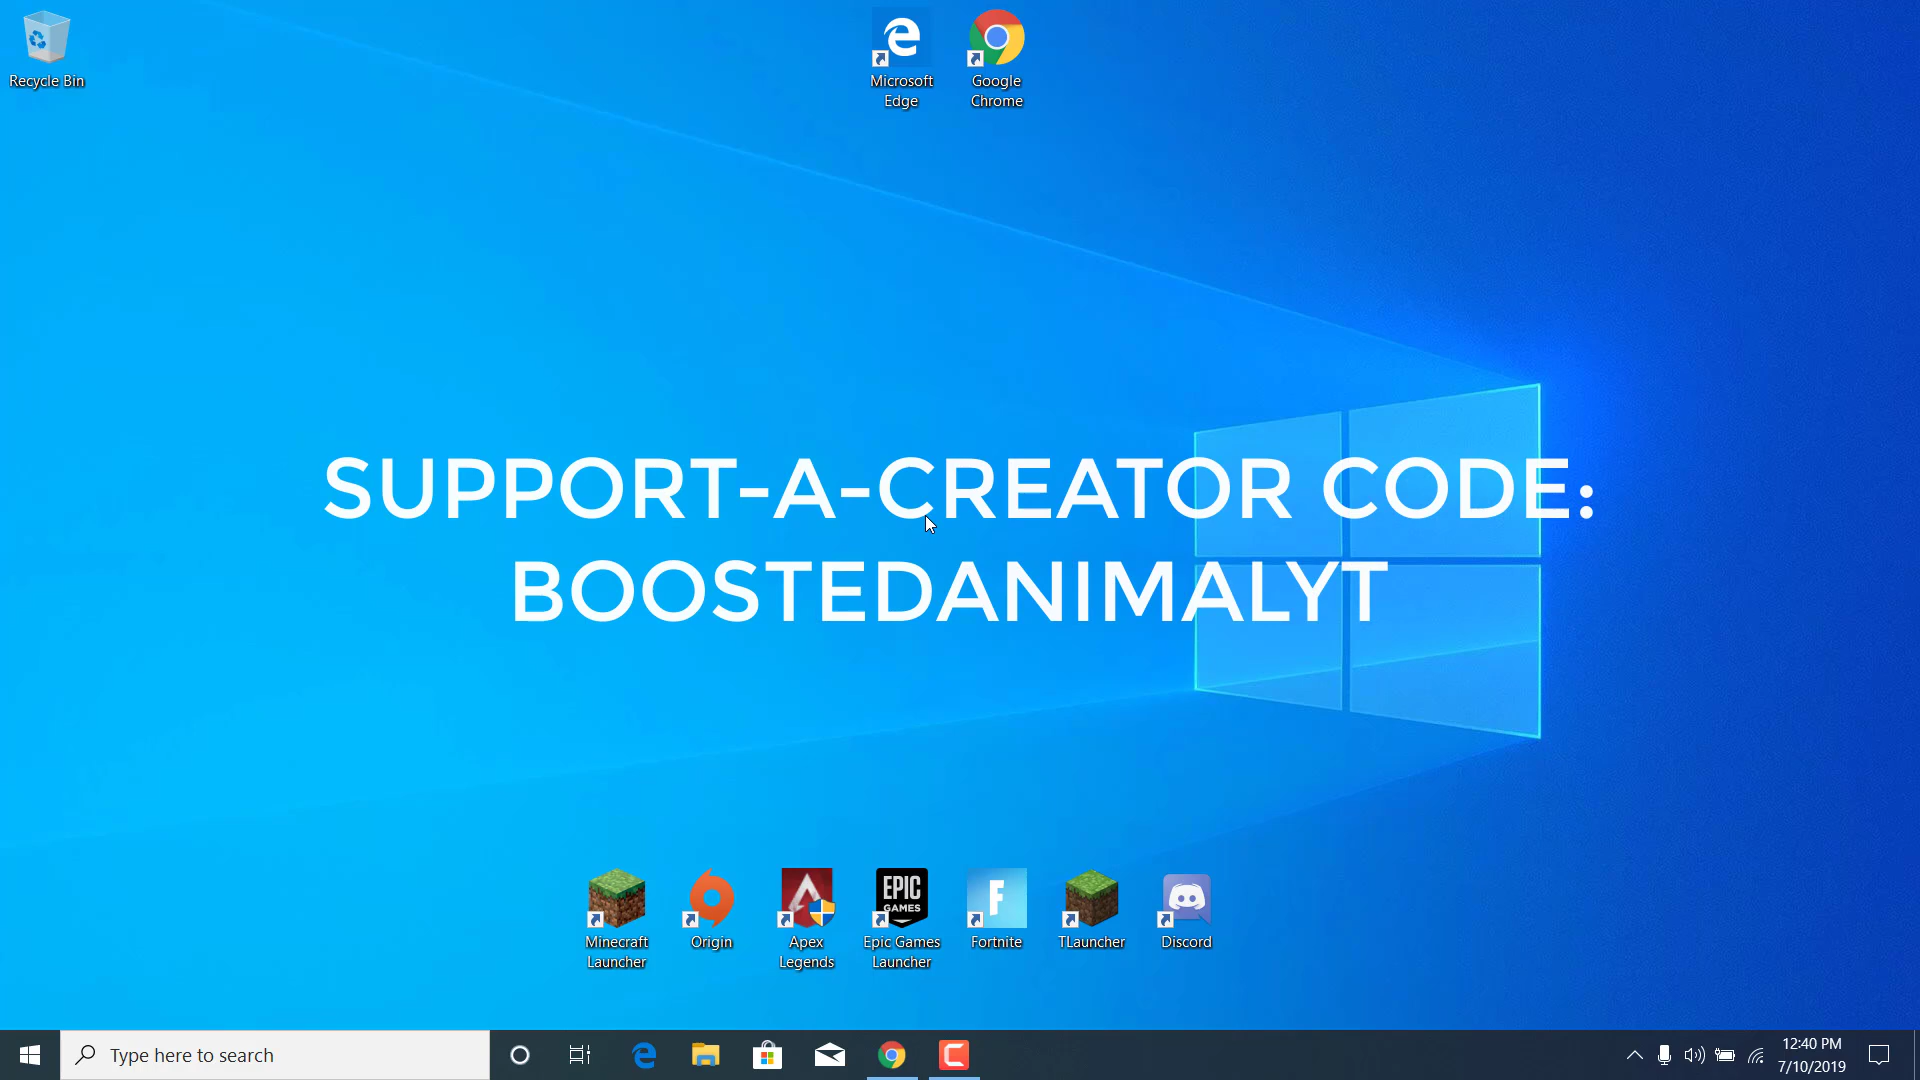 Recycle Bin
Microsoft
Edge
Google
Chrome
SUPPORT-A-CREATOR CODE:
BOOSTEDANIMALYT
EPIC
GAMES
F
Minecraft
Launcher
Origin
Apex
Legends
Epic Games
Launcher
Fortnite
TLauncher
Discord
Type here to search
12:40 PM
7/10/2019